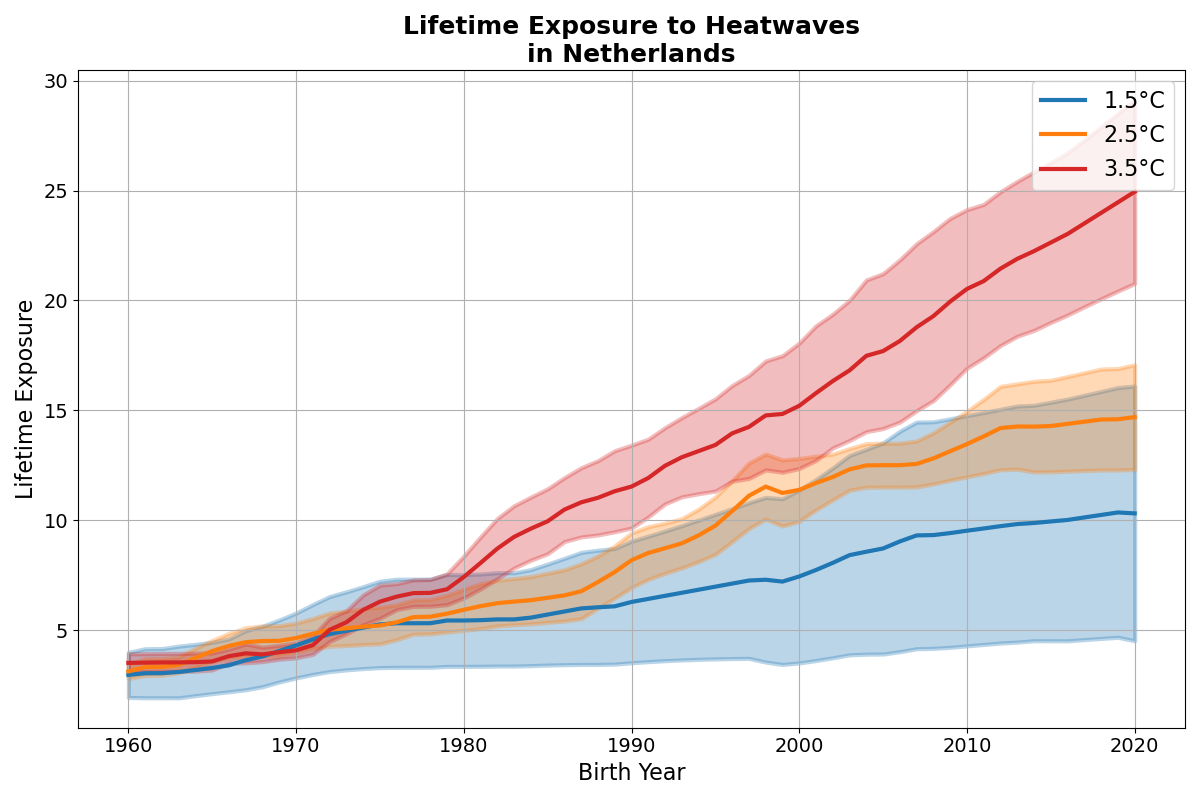 Lifetime Exposure to Heatwaves
in Netherlands
30
25
20
15
10
5
Lifetime Exposure
1.5°C
2.5°C
3.5°C
1960 1970 1980 1990 2000 2010 2020
Birth Year